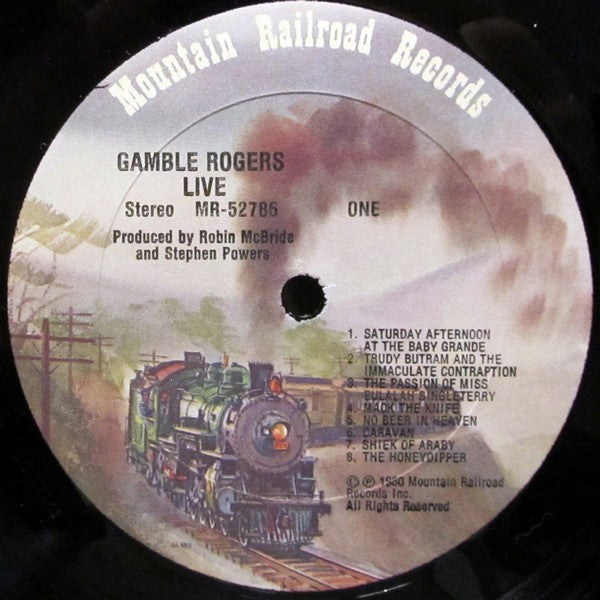 Mountain Railroad Records
GAMBLE ROGERS
LIVE
Stereo MR-52786 ONE
Produced by Robin McBride
and Stephen Powers
1. SATURDAY AFTERNOON
AT THE BABY GRANDE
2. TRUDY BUTRAM AND THE
IMMACULATE CONTRAPTION
3. THE PASSION OF MISS
EULALAH SINGLETERRY
4. MACK THE KNIFE
5. NO BEER IN HEAVEN
6. CARAVAN
7. SHIEK OF ARABY
8. THE HONEYDIPPER
© ℗ 1980 Mountain Railroad
Records Inc.
All Rights Reserved